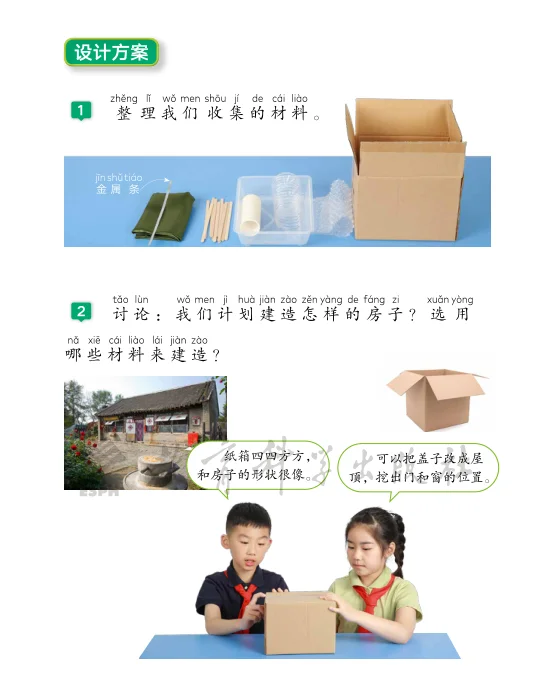 设计方案
zhěng lǐ wǒ men shōu jí de cái liào
1 整理我们收集的材料。
jīn shǔ tiáo
金属条
tǎo lùn wǒ men jì huà jiàn zào zěn yàng de fáng zi xuǎn yòng
2 讨论：我们计划建造怎样的房子？选用
nǎ xiē cái liào lái jiàn zào
哪些材料来建造？
纸箱四四方方，
和房子的形状很像。
可以把盖子改成屋
顶，挖出门和窗的位置。
ESPH